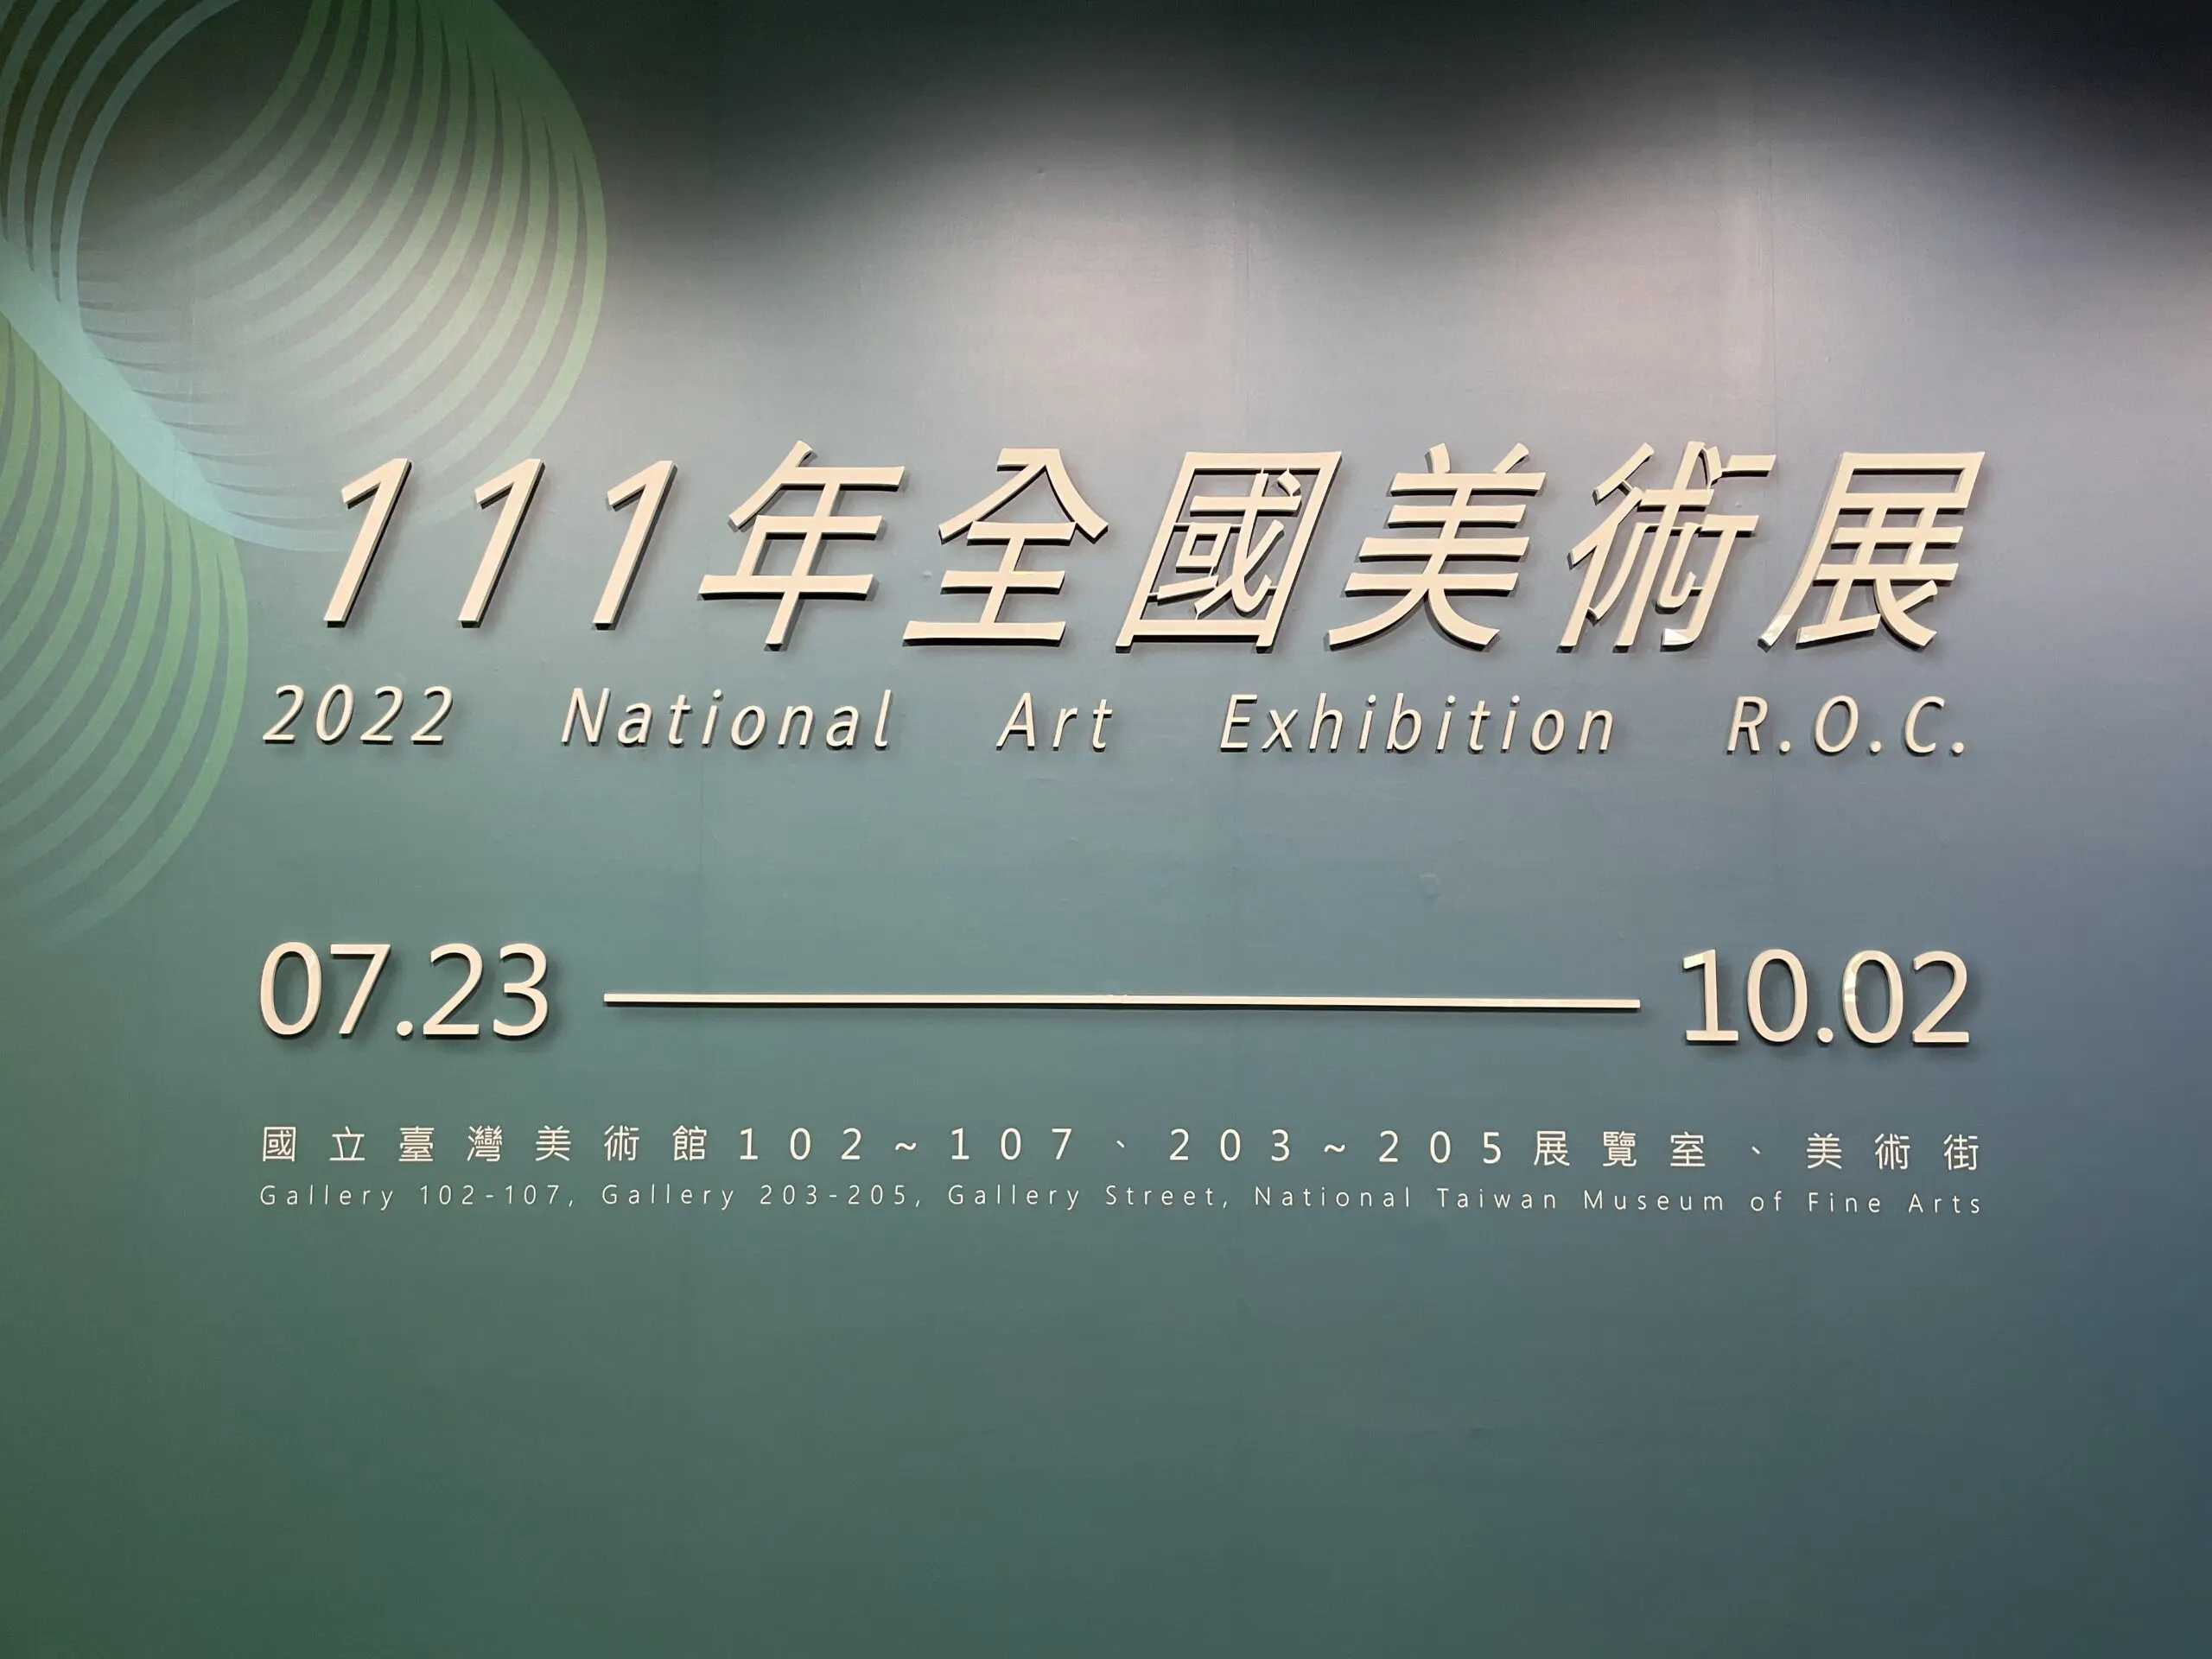 111年全國美術展
2022 National Art Exhibition R.O.C.
07.23 — 10.02
國立臺灣美術館102~107、203~205展覽室、美術街
Gallery 102-107, Gallery 203-205, Gallery Street, National Taiwan Museum of Fine Arts